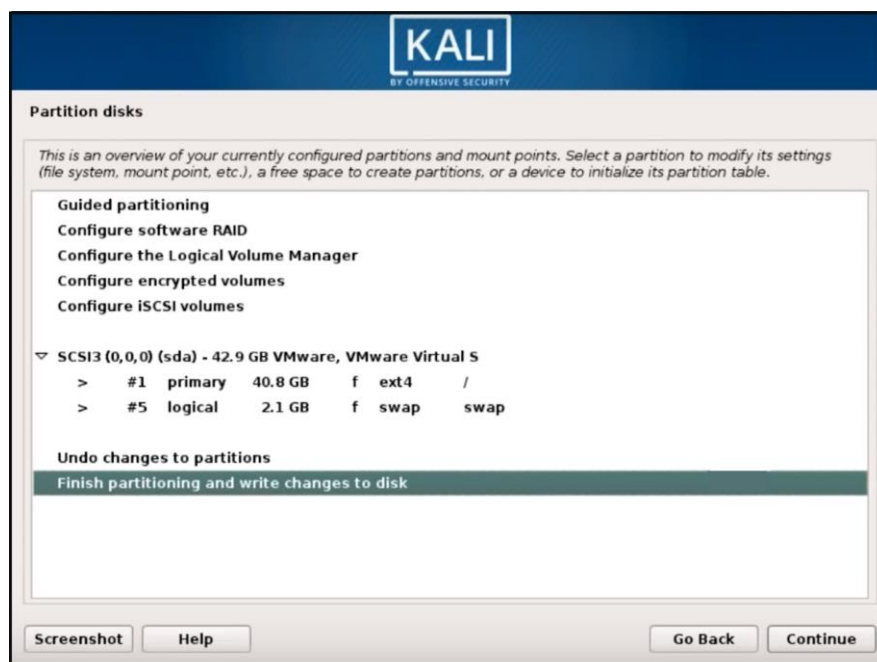 KALI
BY OFFENSIVE SECURITY
Partition disks
This is an overview of your currently configured partitions and mount points. Select a partition to modify its settings
(file system, mount point, etc.), a free space to create partitions, or a device to initialize its partition table.
Guided partitioning
Configure software RAID
Configure the Logical Volume Manager
Configure encrypted volumes
Configure iSCSI volumes
SCSI3 (0,0,0) (sda) - 42.9 GB VMware, VMware Virtual S
> #1 primary 40.8 GB f ext4 /
> #5 logical 2.1 GB f swap swap
Undo changes to partitions
Finish partitioning and write changes to disk
Screenshot Help Go Back Continue